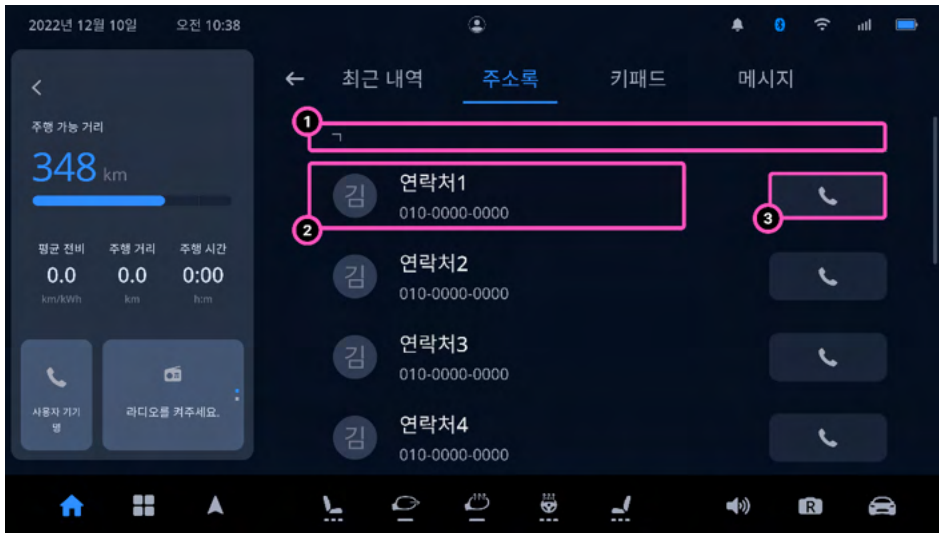 2022년 12월 10일 오전 10:38
주행 가능 거리
348 km
평균 전비 주행 거리 주행 시간
0.0 0.0 0:00
km/kWh km h:m
사용자 기기
명
라디오를 켜주세요.
최근 내역 주소록 키패드 메시지
1
ㄱ
2
김
연락처1
010-0000-0000
3
김
연락처2
010-0000-0000
김
연락처3
010-0000-0000
김
연락처4
010-0000-0000
R